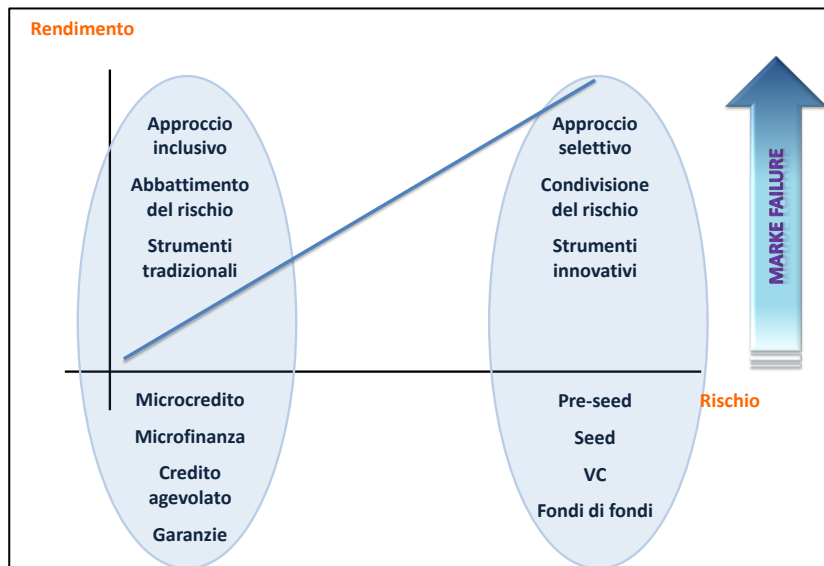 Rendimento
Approccio
inclusivo
Abbattimento
del rischio
Strumenti
tradizionali
Approccio
selettivo
Condivisione
del rischio
Strumenti
innovativi
MARKE FAILURE
Microcredito
Microfinanza
Credito
agevolato
Garanzie
Pre-seed
Seed
VC
Fondi di fondi
Rischio